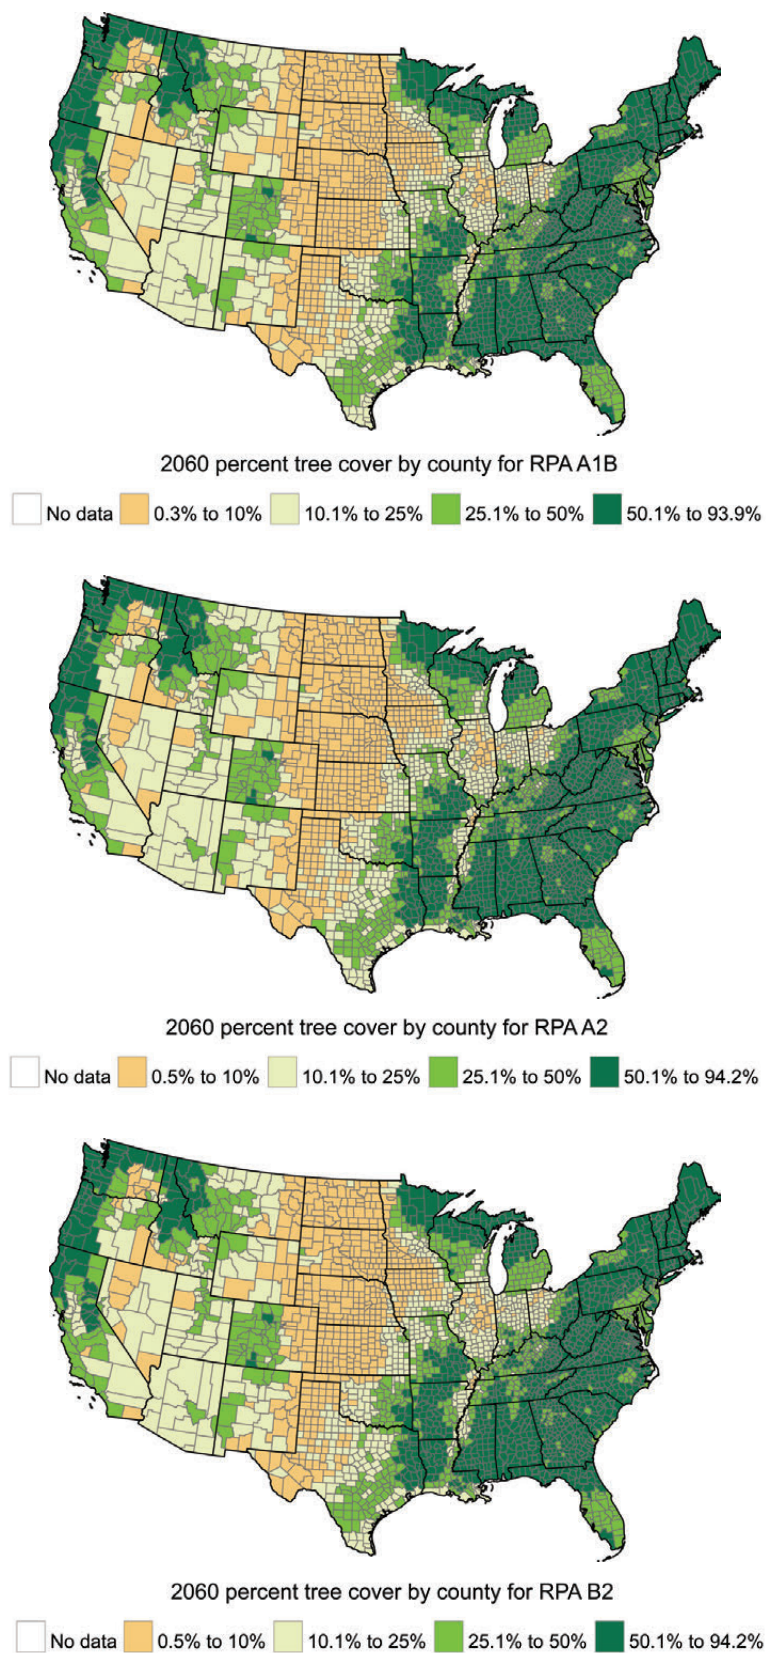 2060 percent tree cover by county for RPA A1B
No data 0.3% to 10% 10.1% to 25% 25.1% to 50% 50.1% to 93.9%
2060 percent tree cover by county for RPA A2
No data 0.5% to 10% 10.1% to 25% 25.1% to 50% 50.1% to 94.2%
2060 percent tree cover by county for RPA B2
No data 0.5% to 10% 10.1% to 25% 25.1% to 50% 50.1% to 94.2%